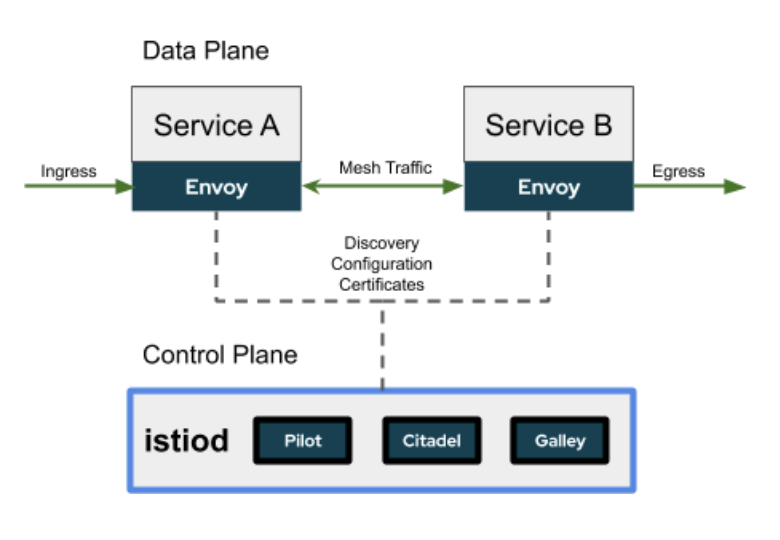 Data Plane
Service A
Service B
Ingress
Envoy
Mesh Traffic
Envoy
Egress
Discovery
Configuration
Certificates
Control Plane
istiod
Pilot
Citadel
Galley